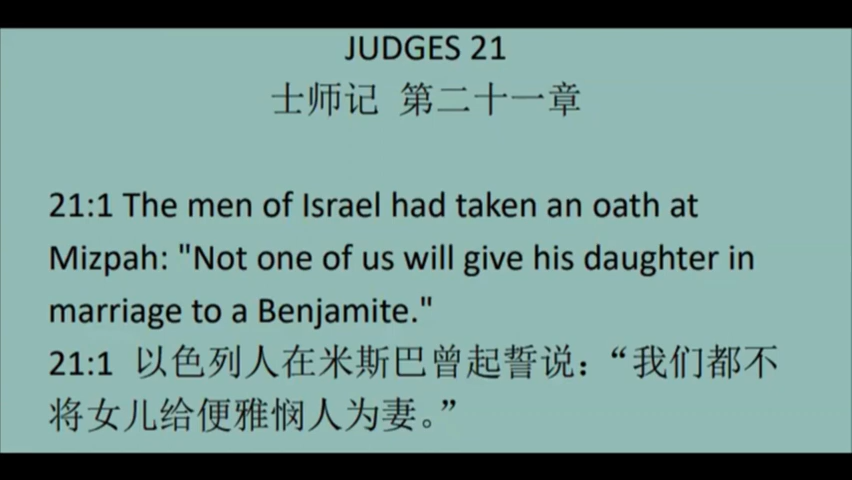 JUDGES 21
士师记 第二十一章
21:1 The men of Israel had taken an oath at
Mizpah: "Not one of us will give his daughter in
marriage to a Benjamite."
21:1 以色列人在米斯巴曾起誓说：“我们都不
将女儿给便雅悯人为妻。”